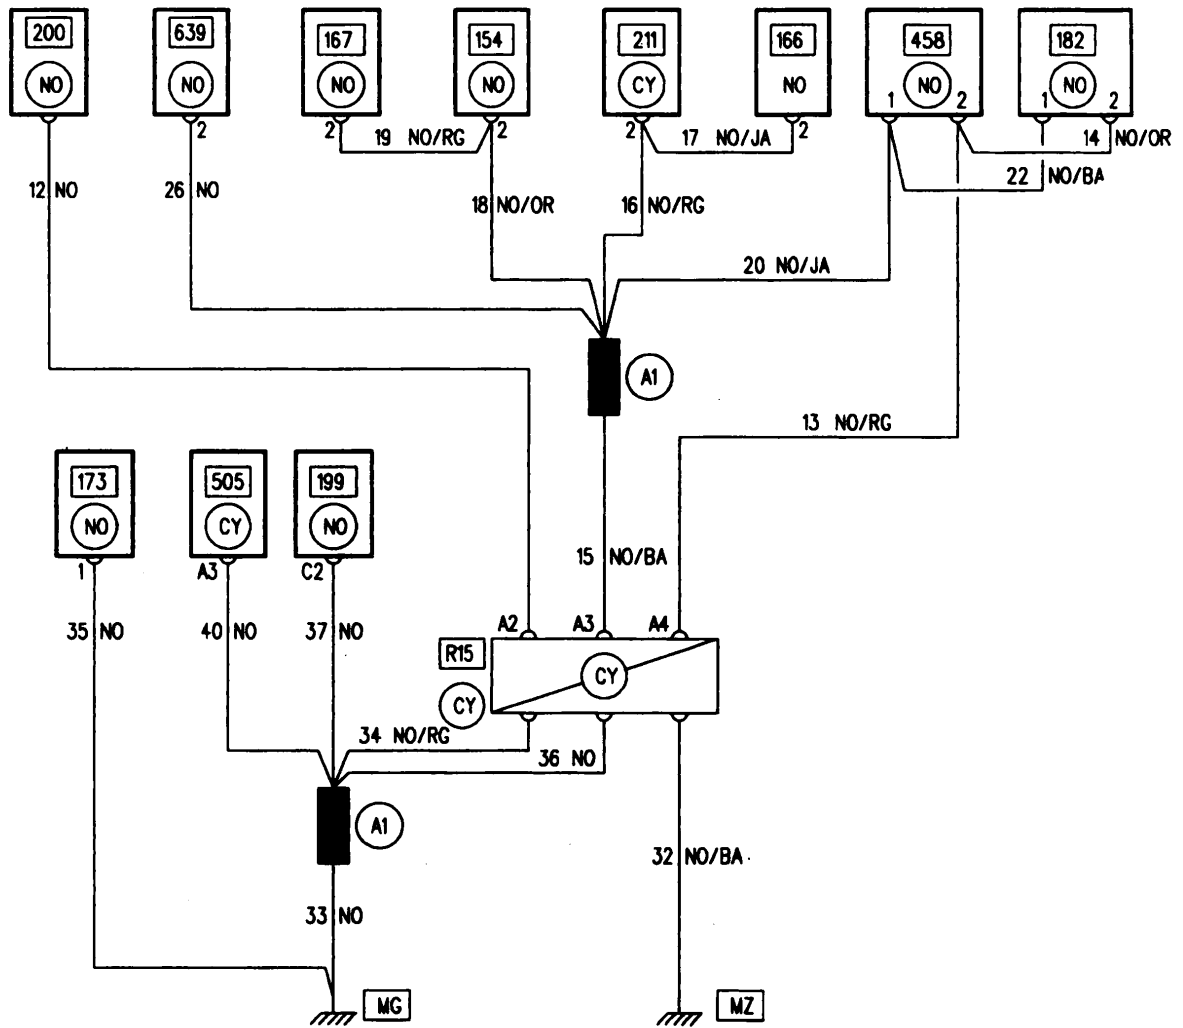 200 639 167 154 211 166 458 182
NO NO NO NO CY NO NO NO
1 2 1 2
2 2 2 2 2
19 NO/RG 17 NO/JA 14 NO/OR
22 NO/BA
12 NO 26 NO 18 NO/OR 16 NO/RG
20 NO/JA
A1
13 NO/RG
173 505 199
NO CY NO
15 NO/BA
1 A3 C2
35 NO 40 NO 37 NO A2 A3 A4
R15
CY
CY
34 NO/RG
36 NO
A1
32 NO/BA
33 NO
MG MZ